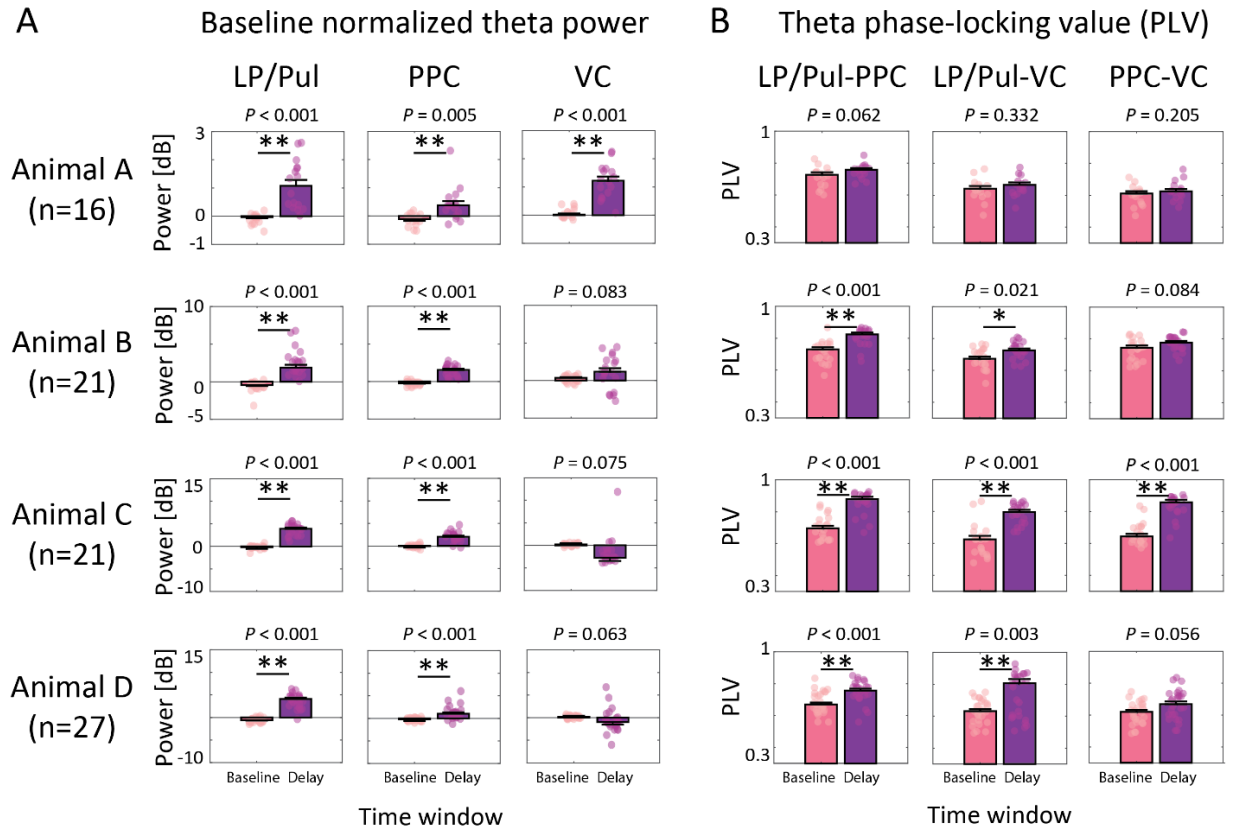 A Baseline normalized theta power
B Theta phase-locking value (PLV)
LP/Pul PPC VC
LP/Pul-PPC LP/Pul-VC PPC-VC
Animal A
(n=16)
P < 0.001 P = 0.005 P < 0.001
** ** **
Power [dB]
3
0
-1
P = 0.062 P = 0.332 P = 0.205
PLV
1
0.3
Animal B
(n=21)
P < 0.001 P < 0.001 P = 0.083
** **
Power [dB]
10
0
-5
P < 0.001 P = 0.021 P = 0.084
** *
PLV
1
0.3
Animal C
(n=21)
P < 0.001 P < 0.001 P = 0.075
** **
Power [dB]
15
0
-10
P < 0.001 P < 0.001 P < 0.001
** ** **
PLV
1
0.3
Animal D
(n=27)
P < 0.001 P < 0.001 P = 0.063
** **
Power [dB]
15
-10
P < 0.001 P = 0.003 P = 0.056
** **
PLV
1
0.3
Baseline Delay Baseline Delay Baseline Delay
Time window
Baseline Delay Baseline Delay Baseline Delay
Time window